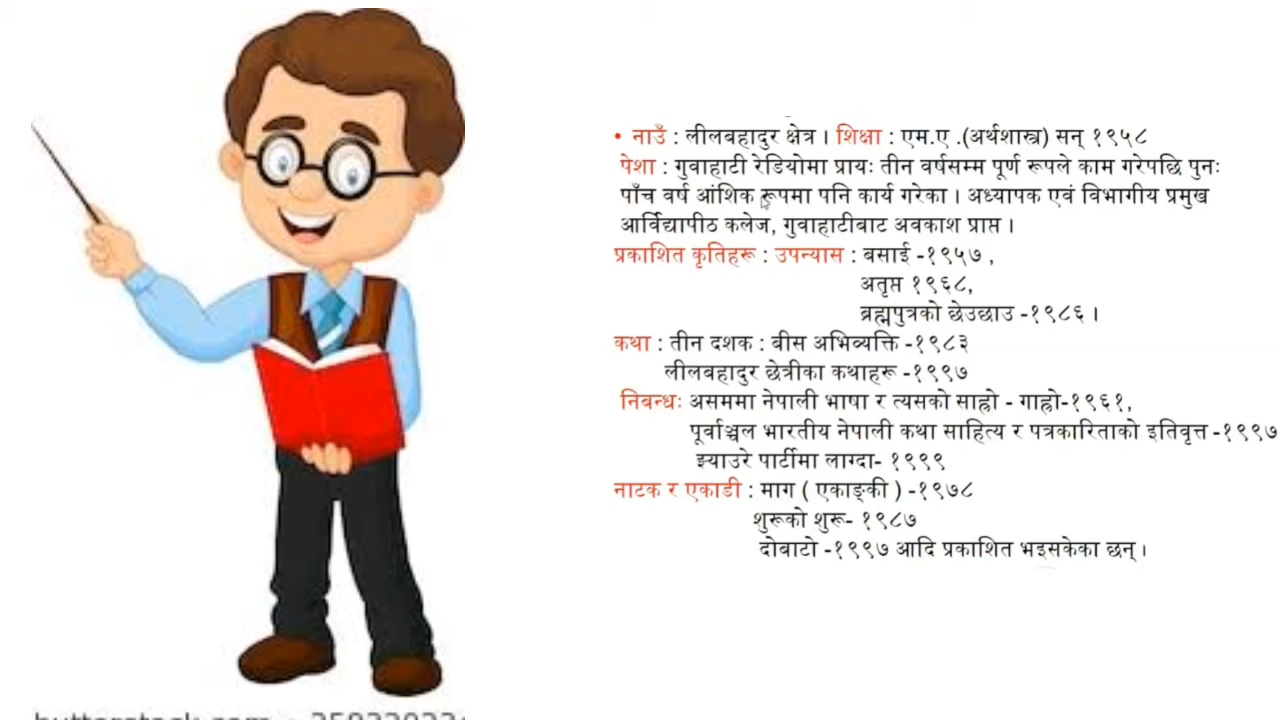 • नाउँ : लीलबहादुर क्षेत्र । शिक्षा : एम.ए .(अर्थशास्त्र) सन् १९५८
पेशा : गुवाहाटी रेडियोमा प्रायः तीन वर्षसम्म पूर्ण रूपले काम गरेपछि पुनः
पाँच वर्ष आंशिक रूपमा पनि कार्य गरेका । अध्यापक एवं विभागीय प्रमुख
आर्विद्यापीठ कलेज, गुवाहाटीबाट अवकाश प्राप्त ।
प्रकाशित कृतिहरू : उपन्यास : बसाई -१९५७ ,
अतृप्त १९६८,
ब्रह्मपुत्रको छेउछाउ -१९८६ ।
कथा : तीन दशक : बीस अभिव्यक्ति -१९८३
लीलबहादुर छेत्रीका कथाहरू -१९९७
निबन्धः असममा नेपाली भाषा र त्यसको साह्रो - गाह्रो-१९६१,
पूर्वाञ्चल भारतीय नेपाली कथा साहित्य र पत्रकारिताको इतिवृत्त -१९९७
झ्याउरे पार्टीमा लाग्दा- १९९९
नाटक र एकाडी : माग ( एकाङ्की ) -१९७८
शुरूको शुरू- १९८७
दोबाटो -१९९७ आदि प्रकाशित भइसकेका छन् ।